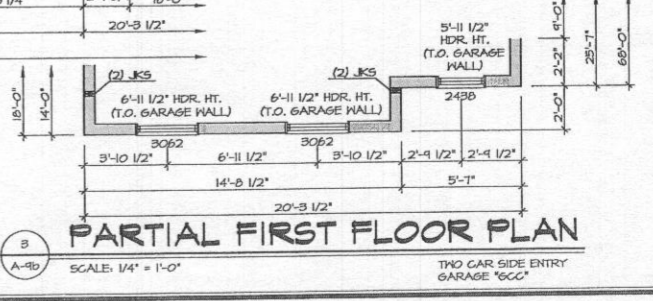 20'-3 1/2"
5'-11 1/2"
HDR. HT.
(T.O. GARAGE
WALL)
9'-0"
2'-2"
25'-7"
68'-0"
(2) JKS
(2) JKS
18'-0"
14'-0"
6'-11 1/2" HDR. HT.
(T.O. GARAGE WALL)
6'-11 1/2" HDR. HT.
(T.O. GARAGE WALL)
2438
2'-0"
3062
3062
3'-10 1/2"
6'-11 1/2"
3'-10 1/2"
2'-9 1/2"
2'-9 1/2"
14'-8 1/2"
5'-7"
20'-3 1/2"
3
A-9b
PARTIAL FIRST FLOOR PLAN
SCALE: 1/4" = 1'-0"
TWO CAR SIDE ENTRY
GARAGE "6CC"